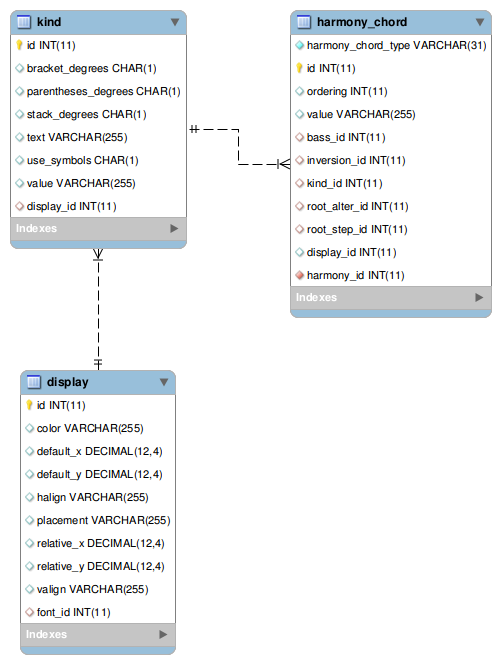 kind
id INT(11)
bracket_degrees CHAR(1)
parentheses_degrees CHAR(1)
stack_degrees CHAR(1)
text VARCHAR(255)
use_symbols CHAR(1)
value VARCHAR(255)
display_id INT(11)
Indexes
harmony_chord
harmony_chord_type VARCHAR(31)
id INT(11)
ordering INT(11)
value VARCHAR(255)
bass_id INT(11)
inversion_id INT(11)
kind_id INT(11)
root_alter_id INT(11)
root_step_id INT(11)
display_id INT(11)
harmony_id INT(11)
Indexes
display
id INT(11)
color VARCHAR(255)
default_x DECIMAL(12,4)
default_y DECIMAL(12,4)
halign VARCHAR(255)
placement VARCHAR(255)
relative_x DECIMAL(12,4)
relative_y DECIMAL(12,4)
valign VARCHAR(255)
font_id INT(11)
Indexes